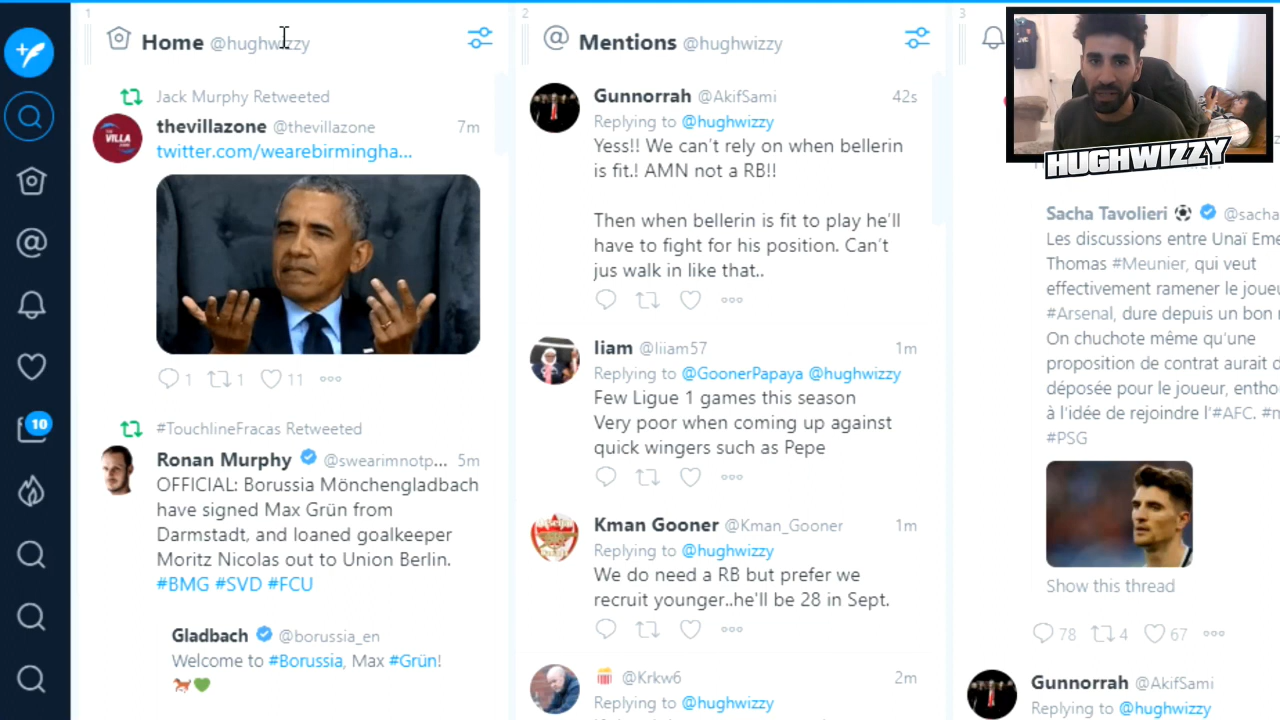 1
Home @hughwizzy
Jack Murphy Retweeted
thevillazone @thevillazone 7m
twitter.com/wearebirmingha...
VILLA
1 1 11
#TouchlineFracas Retweeted
Ronan Murphy @swearimnotp... 5m
OFFICIAL: Borussia Mönchengladbach
have signed Max Grün from
Darmstadt, and loaned goalkeeper
Moritz Nicolas out to Union Berlin.
#BMG #SVD #FCU
Gladbach @borussia_en
Welcome to #Borussia, Max #Grün!
10
2
@ Mentions @hughwizzy
Gunnorrah @AkifSami 42s
Replying to @hughwizzy
Yess!! We can't rely on when bellerin
is fit.! AMN not a RB!!
Then when bellerin is fit to play he'll
have to fight for his position. Can't
jus walk in like that..
liam @liiam57 1m
Replying to @GoonerPapaya @hughwizzy
Few Ligue 1 games this season
Very poor when coming up against
quick wingers such as Pepe
Kman Gooner @Kman_Gooner 1m
Replying to @hughwizzy
We do need a RB but prefer we
recruit younger..he'll be 28 in Sept.
@Krkw6 2m
Replying to @hughwizzy
3
HUGHWIZZY
Sacha Tavolieri @sacha
Les discussions entre Unaï Eme
Thomas #Meunier, qui veut
effectivement ramener le joueu
#Arsenal, dure depuis un bon
On chuchote même qu'une
proposition de contrat aurait d
déposée pour le joueur, entho
à l'idée de rejoindre l'#AFC.
#PSG
Show this thread
78 4 67
Gunnorrah @AkifSami
Replying to @hughwizzy